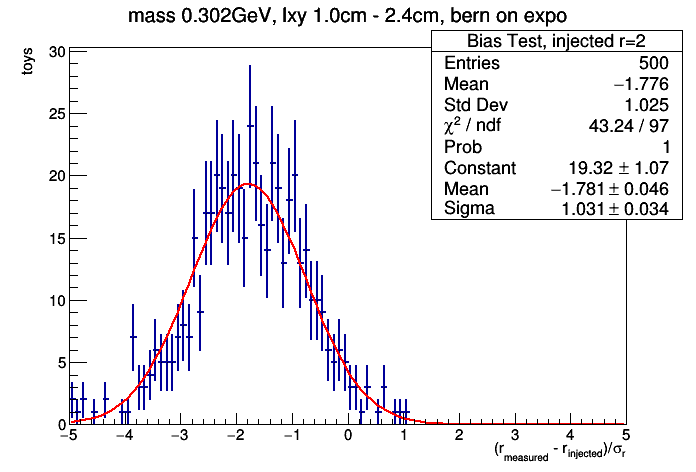 mass 0.302GeV, lxy 1.0cm - 2.4cm, bern on expo
Bias Test, injected r=2
Entries 500
Mean −1.776
Std Dev 1.025
χ² / ndf 43.24 / 97
Prob 1
Constant 19.32 ± 1.07
Mean −1.781 ± 0.046
Sigma 1.031 ± 0.034
toys
30
25
20
15
10
5
0
−5 −4 −3 −2 −1 0 1 2 3 4 5
(r_measured - r_injected)/σ_r